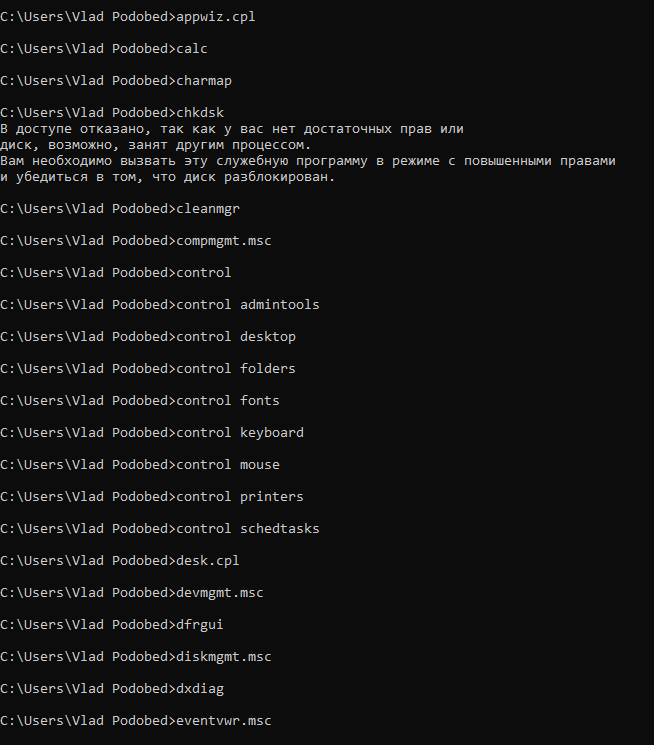 C:\Users\Vlad Podobed>appwiz.cpl
C:\Users\Vlad Podobed>calc
C:\Users\Vlad Podobed>charmap
C:\Users\Vlad Podobed>chkdsk
В доступе отказано, так как у вас нет достаточных прав или
диск, возможно, занят другим процессом.
Вам необходимо вызвать эту служебную программу в режиме с повышенными правами
и убедиться в том, что диск разблокирован.
C:\Users\Vlad Podobed>cleanmgr
C:\Users\Vlad Podobed>compmgmt.msc
C:\Users\Vlad Podobed>control
C:\Users\Vlad Podobed>control admintools
C:\Users\Vlad Podobed>control desktop
C:\Users\Vlad Podobed>control folders
C:\Users\Vlad Podobed>control fonts
C:\Users\Vlad Podobed>control keyboard
C:\Users\Vlad Podobed>control mouse
C:\Users\Vlad Podobed>control printers
C:\Users\Vlad Podobed>control schedtasks
C:\Users\Vlad Podobed>desk.cpl
C:\Users\Vlad Podobed>devmgmt.msc
C:\Users\Vlad Podobed>dfrgui
C:\Users\Vlad Podobed>diskmgmt.msc
C:\Users\Vlad Podobed>dxdiag
C:\Users\Vlad Podobed>eventvwr.msc